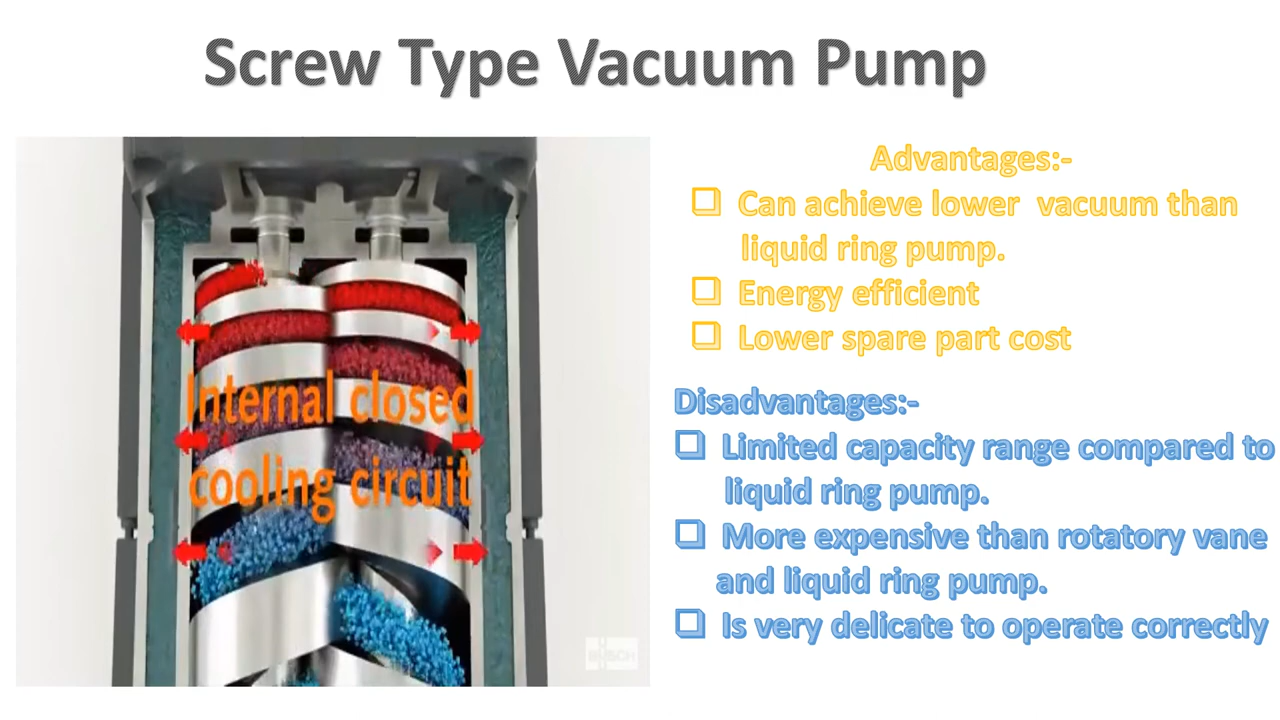 Screw Type Vacuum Pump
Internal closed
cooling circuit
BUSCH
Advantages:-
Can achieve lower vacuum than
liquid ring pump.
Energy efficient
Lower spare part cost
Disadvantages:-
Limited capacity range compared to
liquid ring pump.
More expensive than rotatory vane
and liquid ring pump.
Is very delicate to operate correctly